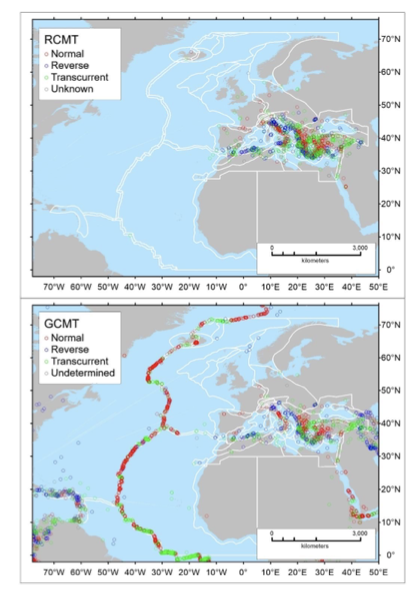 RCMT
Normal
Reverse
Transcurrent
Unknown
70°N
60°N
50°N
40°N
30°N
20°N
10°N
0°
0 3,000
kilometers
70°W 60°W 50°W 40°W 30°W 20°W 10°W 0° 10°E 20°E 30°E 40°E 50°E
GCMT
Normal
Reverse
Transcurrent
Undetermined
70°N
60°N
50°N
40°N
30°N
20°N
10°N
0°
0 3,000
kilometers
70°W 60°W 50°W 40°W 30°W 20°W 10°W 0° 10°E 20°E 30°E 40°E 50°E